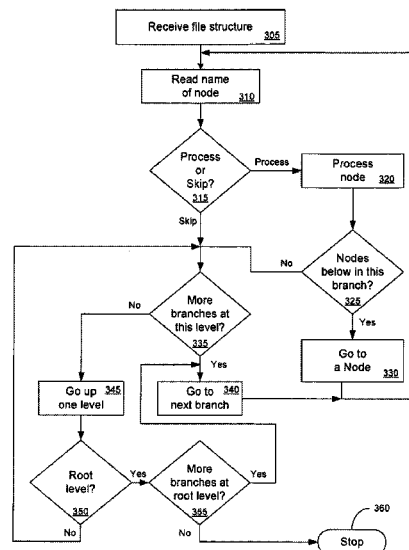 Receive file structure
305
Read name
of node
310
Process
or
Skip?
315
Process
Skip
Process
node
320
Nodes
below in this
branch?
325
No
Yes
Go to
a Node
330
More
branches at
this level?
335
No
Yes
Go up
one level
345
Go to
next branch
340
Root
level?
350
Yes
No
More
branches at
root level?
355
Yes
No
360
Stop